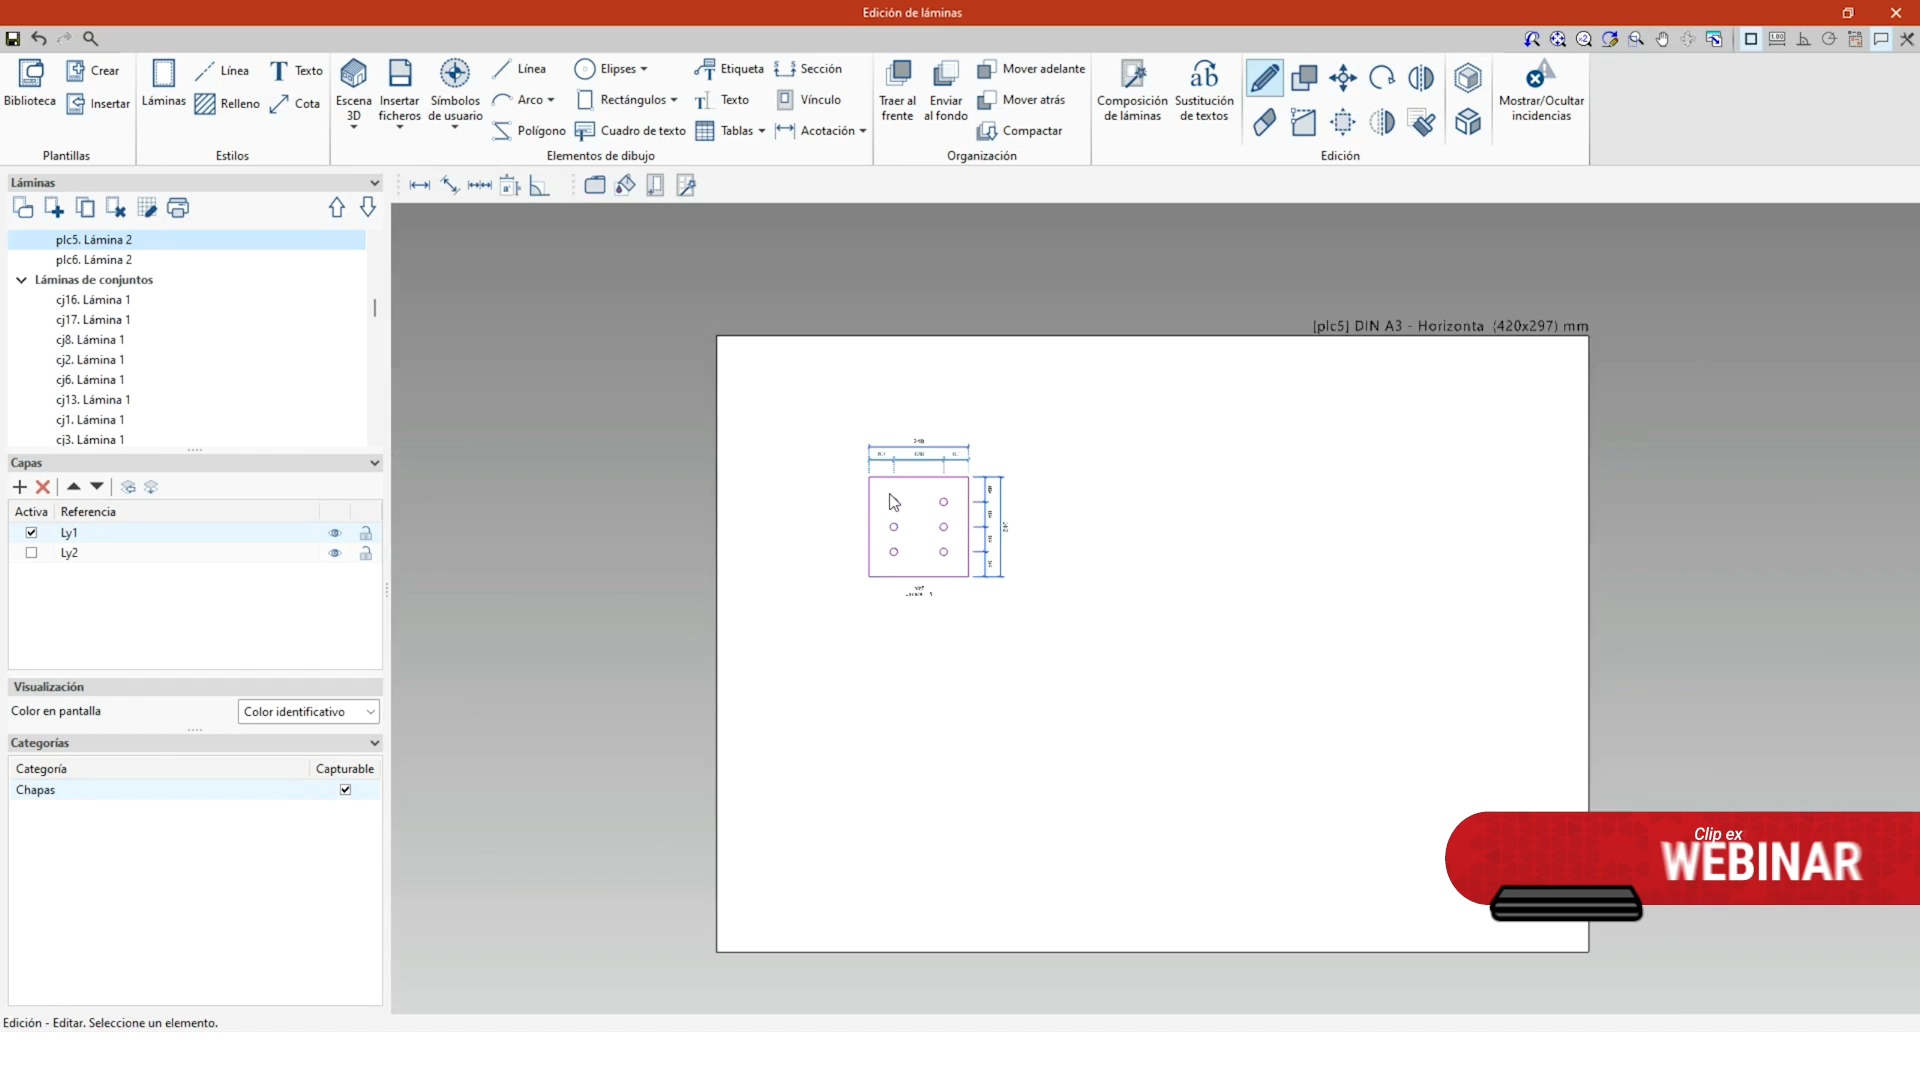 Edición de láminas
Biblioteca
Crear
Insertar
Plantillas
Láminas
Línea
Relleno
Texto
Cota
Estilos
Escena 3D
Insertar ficheros
Símbolos de usuario
Línea
Arco
Polígono
Elipses
Rectángulos
Cuadro de texto
Etiqueta
Texto
Tablas
Sección
Vínculo
Acotación
Elementos de dibujo
Traer al frente
Enviar al fondo
Mover adelante
Mover atrás
Compactar
Organización
Composición de láminas
Sustitución de textos
Edición
Mostrar/Ocultar incidencias
Láminas
plc5. Lámina 2
plc6. Lámina 2
Láminas de conjuntos
cj16. Lámina 1
cj17. Lámina 1
cj8. Lámina 1
cj2. Lámina 1
cj6. Lámina 1
cj13. Lámina 1
cj1. Lámina 1
cj3. Lámina 1
Capas
Activa Referencia
Ly1
Ly2
Visualización
Color en pantalla Color identificativo
Categorías
Categoría Capturable
Chapas
[plc5] DIN A3 - Horizonta (420x297) mm
Clip ex
WEBINAR
Edición - Editar. Seleccione un elemento.